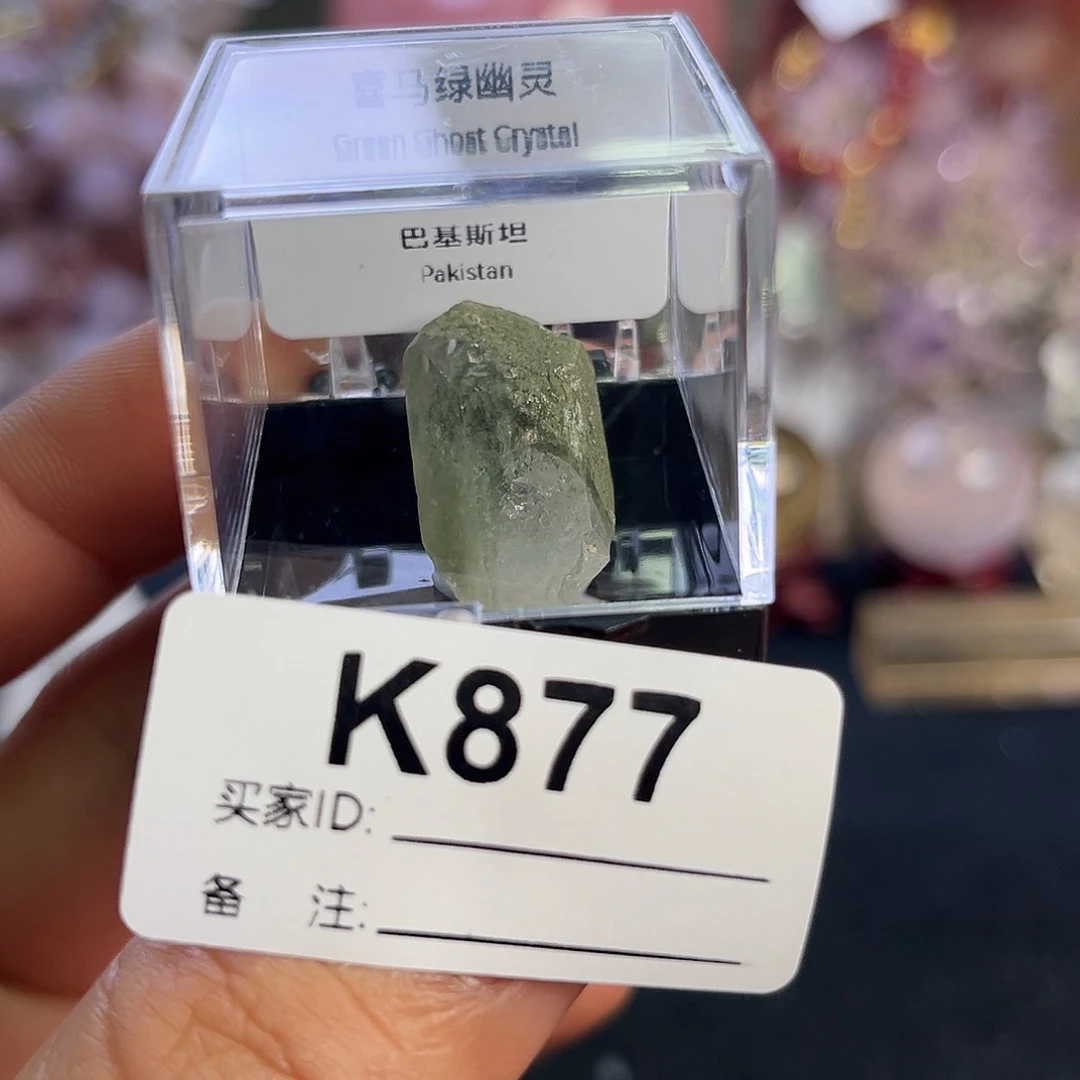 喜马绿幽灵
Green Ghost Crystal
巴基斯坦
Pakistan
K877
买家ID:
备 注: